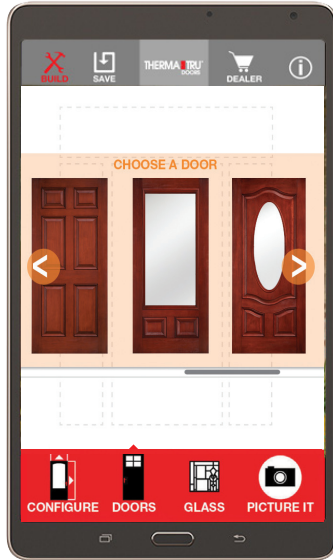 BUILD
SAVE
THERMA TRU
DOORS
DEALER
CHOOSE A DOOR
CONFIGURE
DOORS
GLASS
PICTURE IT